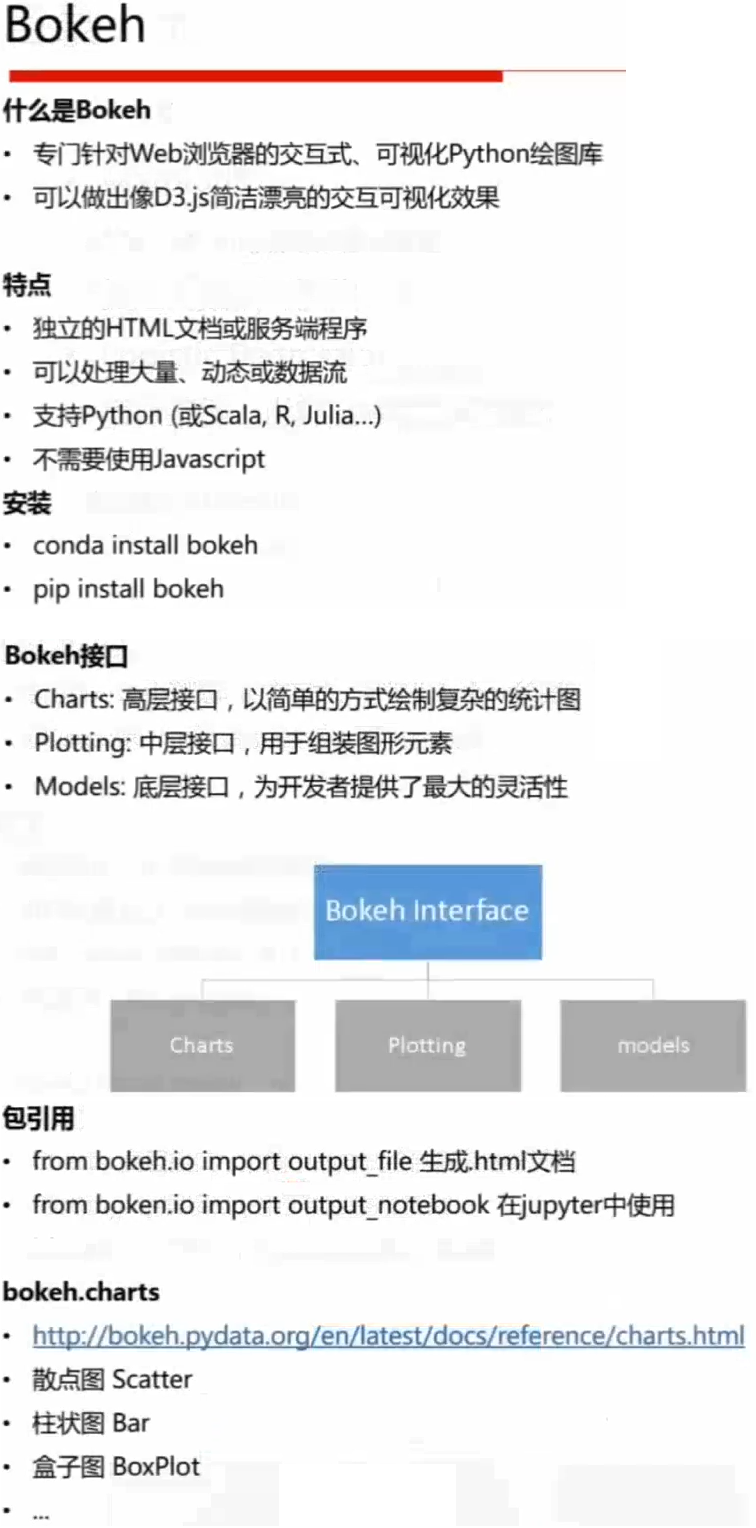 Bokeh
什么是Bokeh
• 专门针对Web浏览器的交互式、可视化Python绘图库
• 可以做出像D3.js简洁漂亮的交互可视化效果
特点
• 独立的HTML文档或服务端程序
• 可以处理大量、动态或数据流
• 支持Python (或Scala, R, Julia...)
• 不需要使用Javascript
安装
• conda install bokeh
• pip install bokeh
Bokeh接口
• Charts: 高层接口，以简单的方式绘制复杂的统计图
• Plotting: 中层接口，用于组装图形元素
• Models: 底层接口，为开发者提供了最大的灵活性
Bokeh Interface
Charts
Plotting
models
包引用
• from bokeh.io import output_file 生成.html文档
• from boken.io import output_notebook 在jupyter中使用
bokeh.charts
• http://bokeh.pydata.org/en/latest/docs/reference/charts.html
• 散点图 Scatter
• 柱状图 Bar
• 盒子图 BoxPlot
• ...